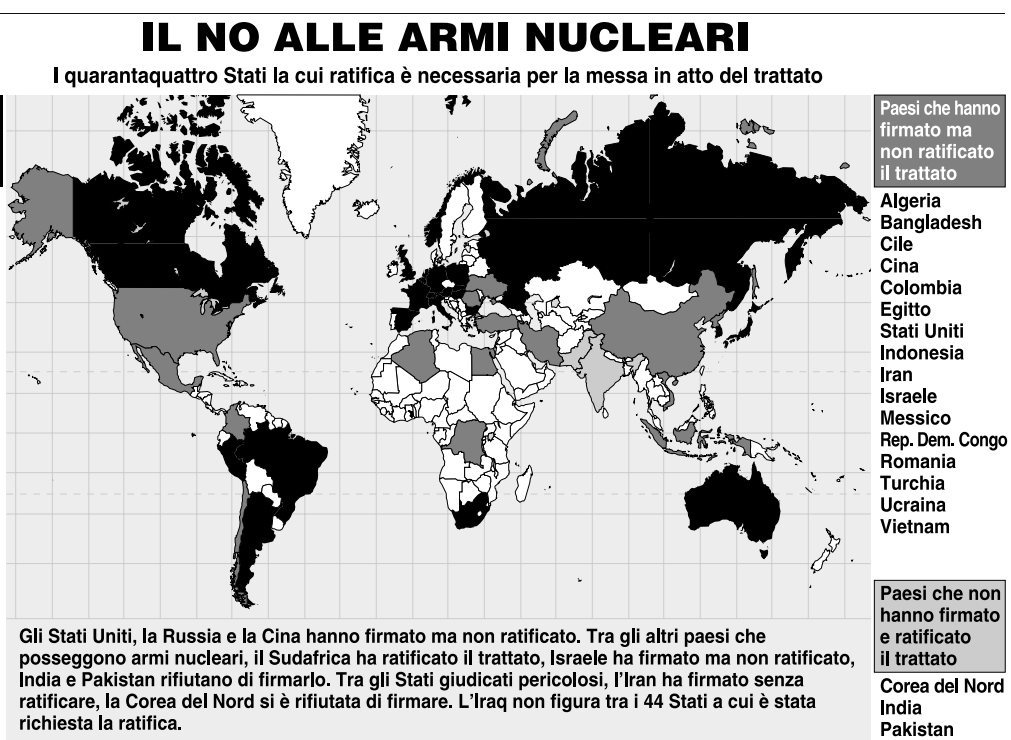 IL NO ALLE ARMI NUCLEARI
I quarantaquattro Stati la cui ratifica è necessaria per la messa in atto del trattato
Paesi che hanno
firmato ma
non ratificato
il trattato
Algeria
Bangladesh
Cile
Cina
Colombia
Egitto
Stati Uniti
Indonesia
Iran
Israele
Messico
Rep. Dem. Congo
Romania
Turchia
Ucraina
Vietnam
Paesi che non
hanno firmato
e ratificato
il trattato
Corea del Nord
India
Pakistan
Gli Stati Uniti, la Russia e la Cina hanno firmato ma non ratificato. Tra gli altri paesi che
posseggono armi nucleari, il Sudafrica ha ratificato il trattato, Israele ha firmato ma non ratificato,
India e Pakistan rifiutano di firmarlo. Tra gli Stati giudicati pericolosi, l'Iran ha firmato senza
ratificare, la Corea del Nord si è rifiutata di firmare. L'Iraq non figura tra i 44 Stati a cui è stata
richiesta la ratifica.